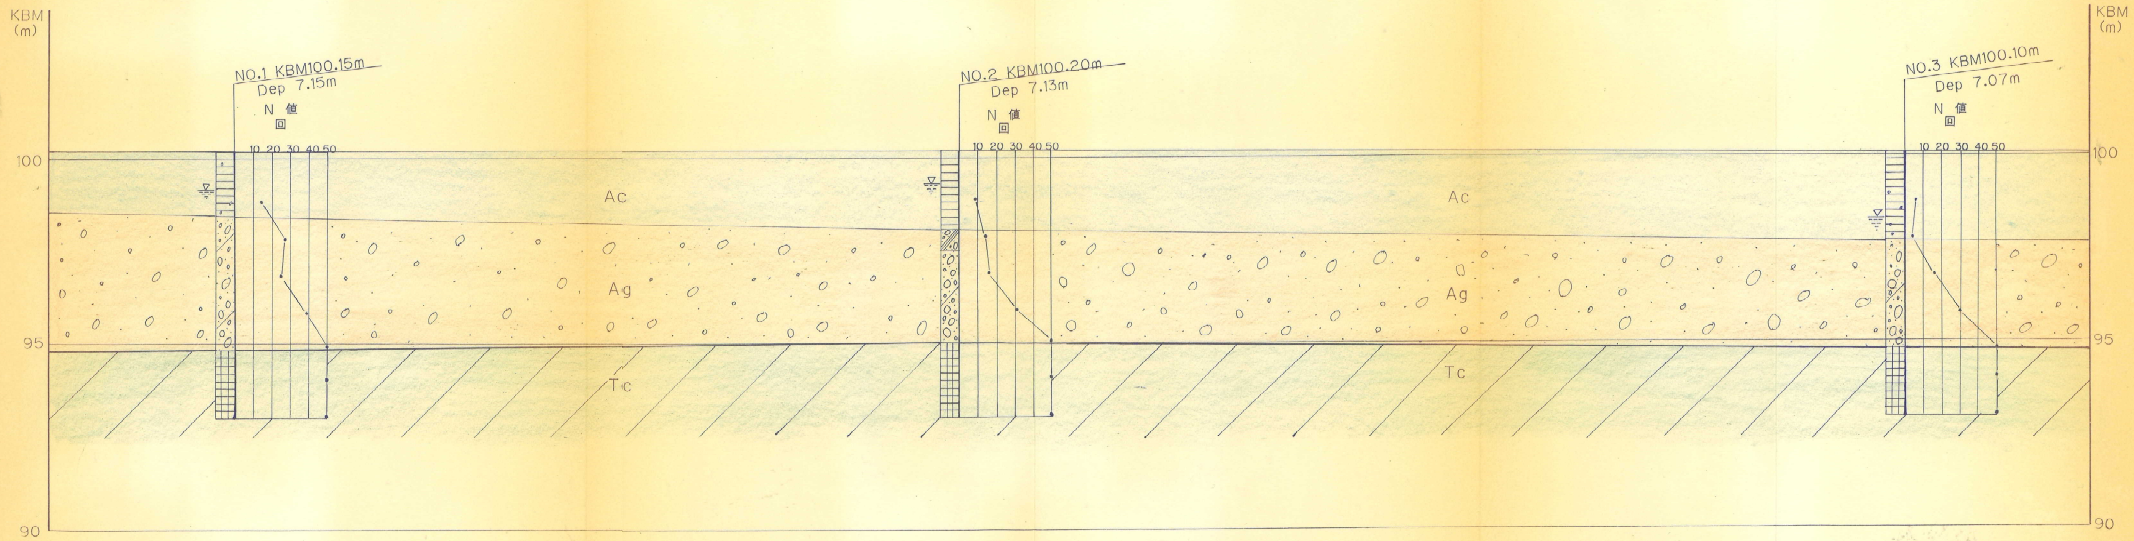 KBM
(m)
NO.1 KBM100.15m
Dep 7.15m
N 値
回
10 20 30 40 50
NO.2 KBM100.20m
Dep 7.13m
N 値
回
10 20 30 40 50
NO.3 KBM100.10m
Dep 7.07m
N 値
回
10 20 30 40 50
KBM
(m)
100
100
Ac
Ac
Ag
Ag
95
95
Tc
Tc
90
90